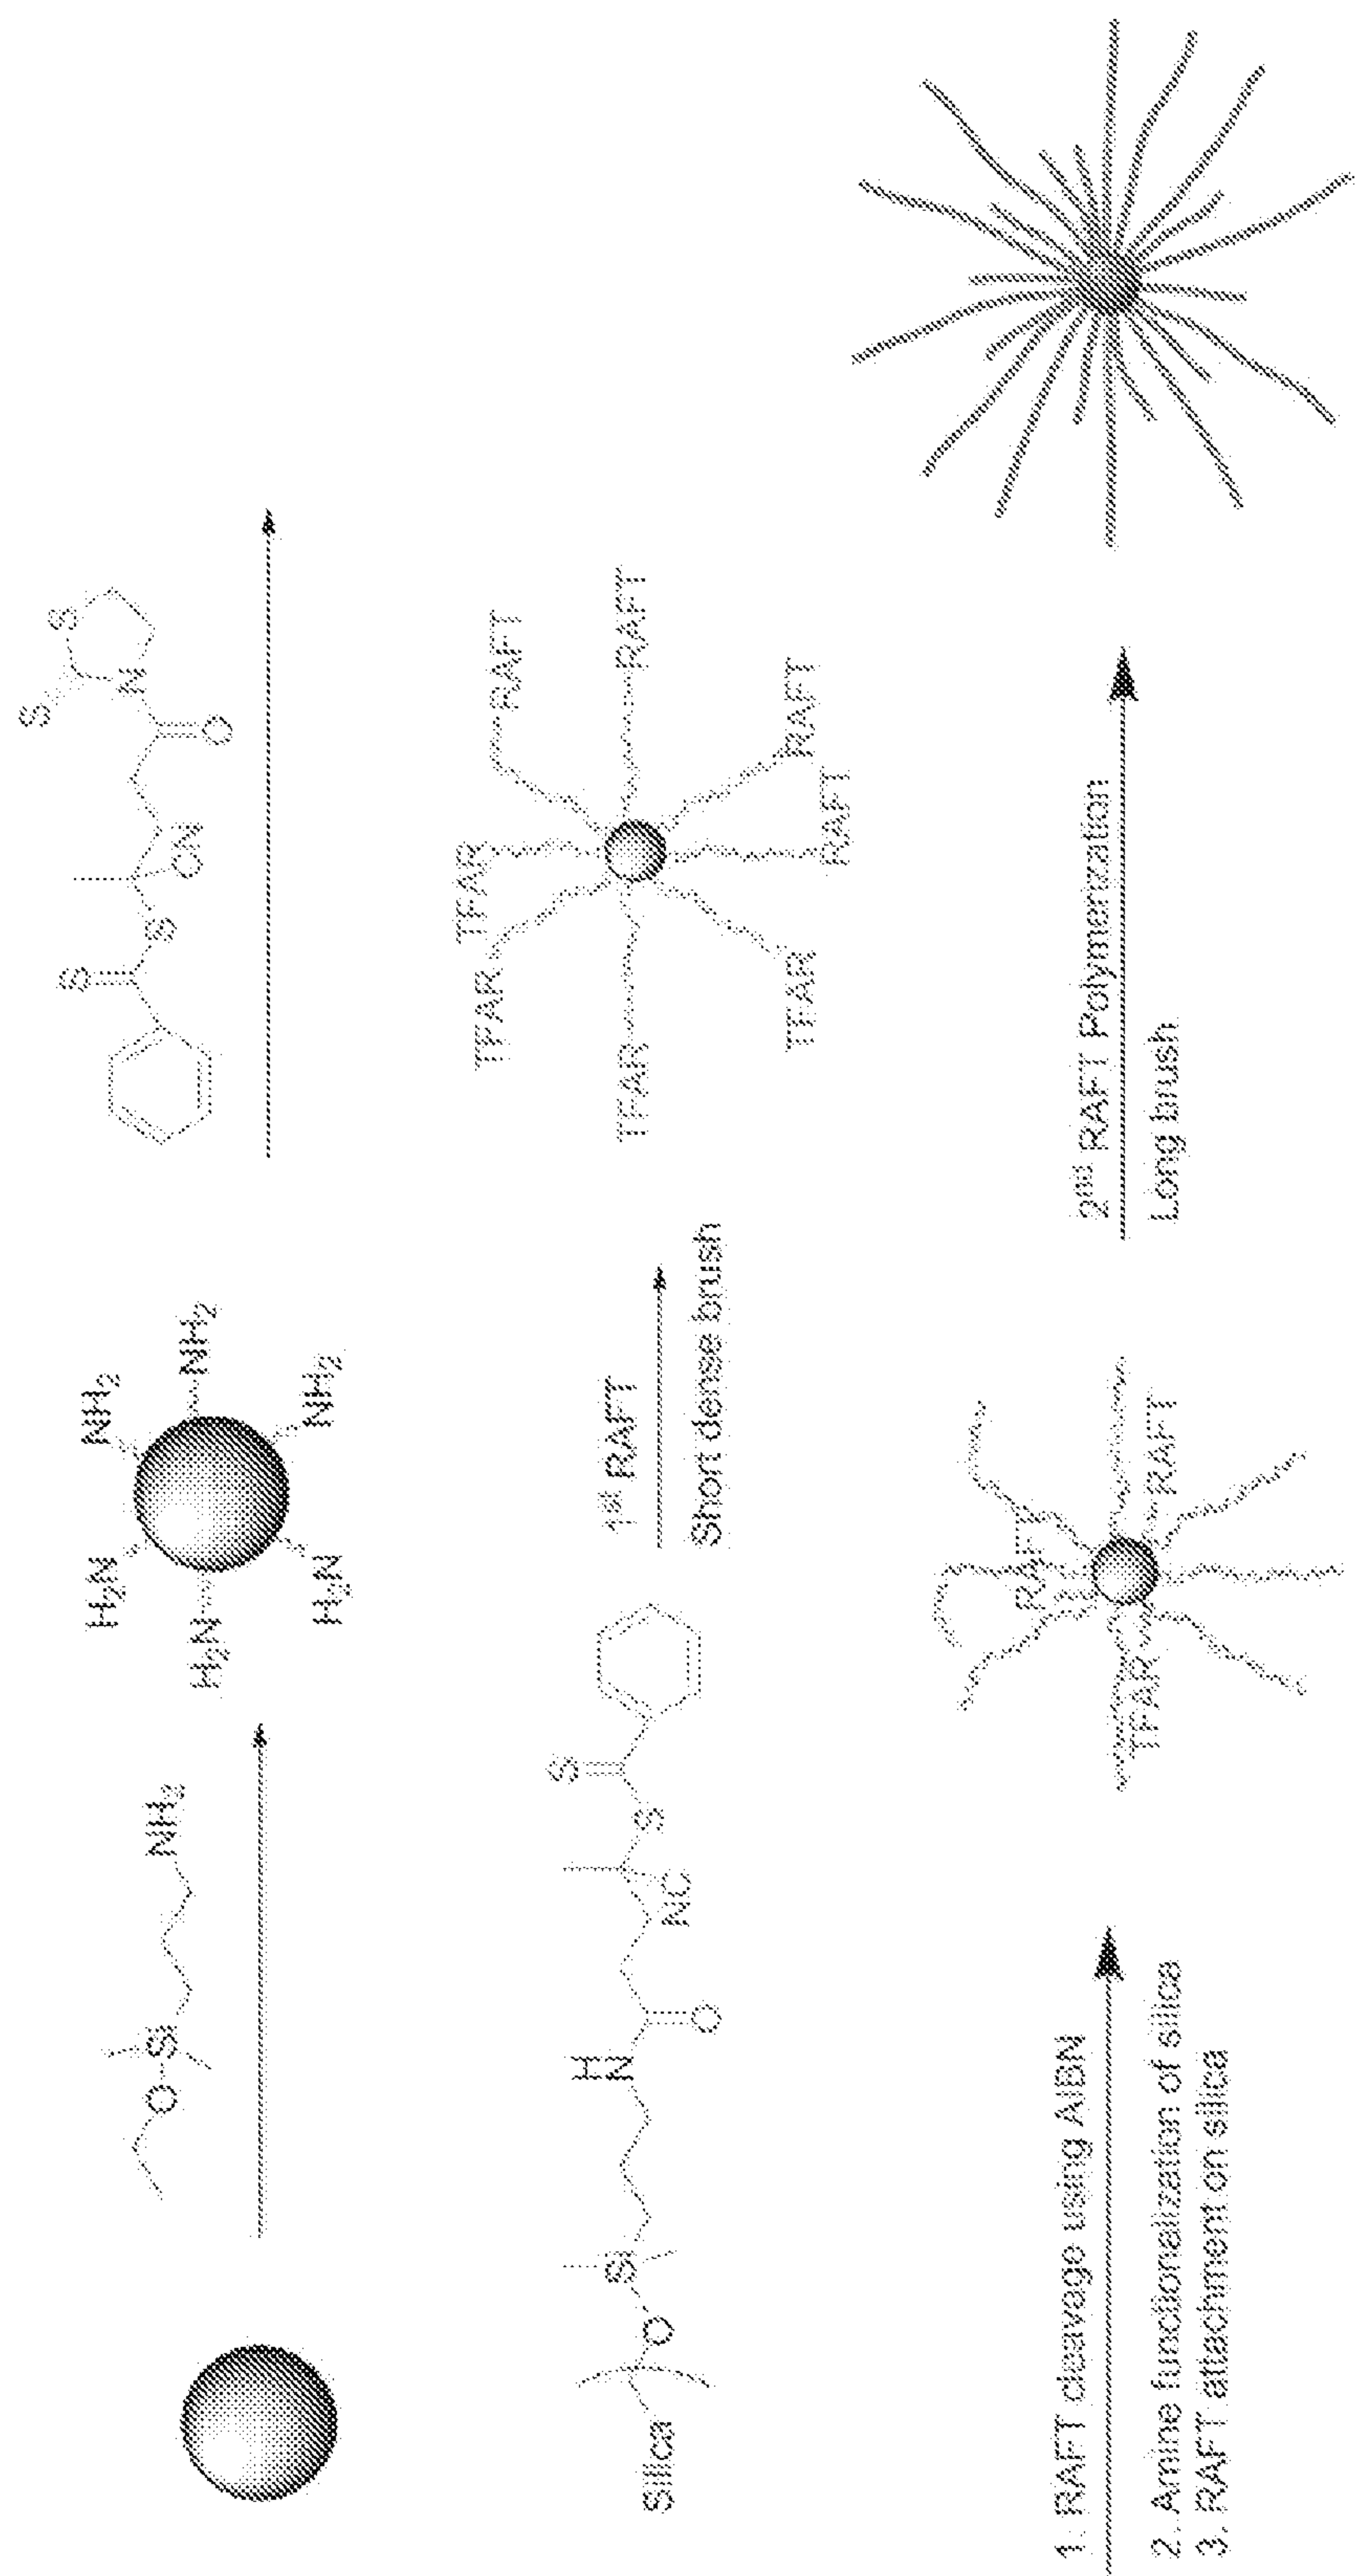 NH₂
O
Si
H₂N
NH₂
H₂N
NH₂
H₂N
NH₂
S
S
ON
O
N
S
S
Silica
O
Si
H
N
O
NC
S
S
1ˢᵗ RAFT
Short dense brush
TFAR
RAFT
TFAR
RAFT
TFAR
RAFT
TFAR
RAFT
1. RAFT cleavage using AIBN
2. Amine functionalization of silica
3. RAFT attachment on silica
RAFT
TFAR
RAFT
2ⁿᵈ RAFT Polymerization
Long brush